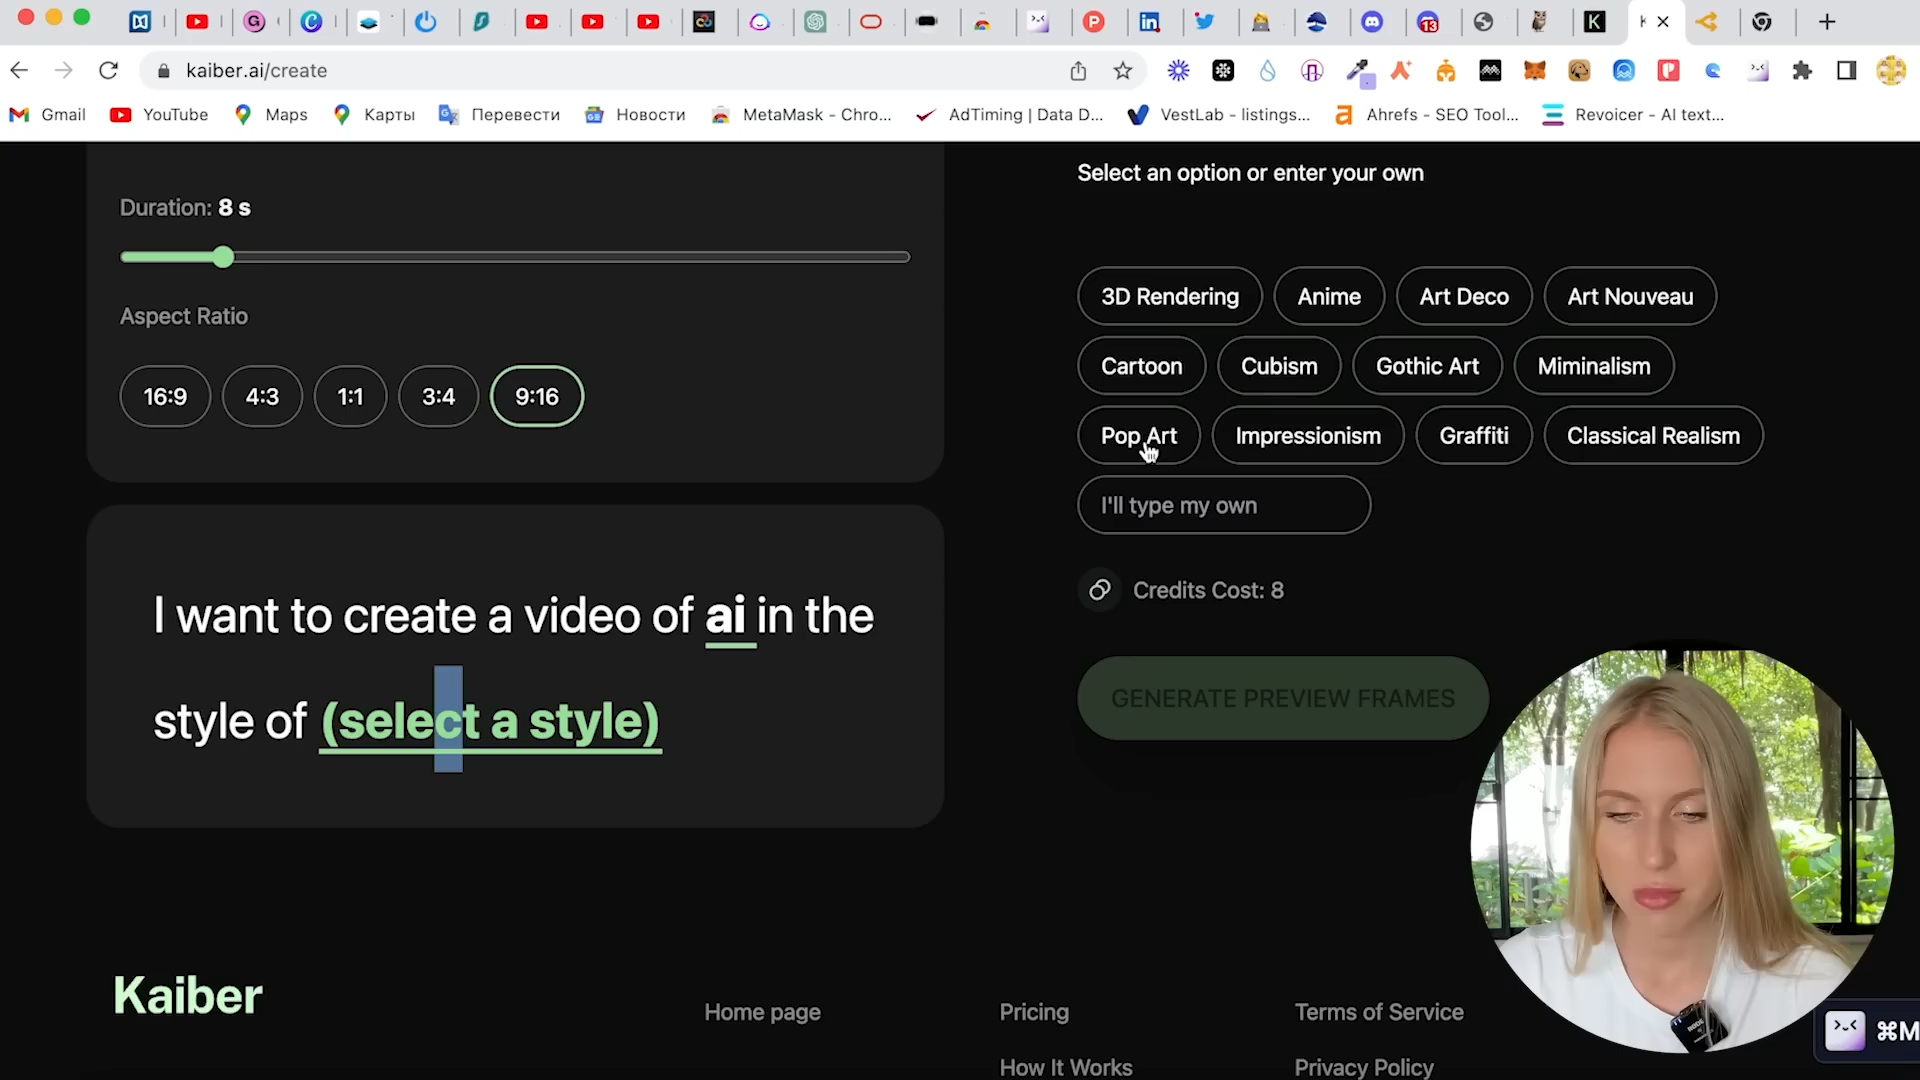 13
K
kaiber.ai/create
Gmail YouTube Maps Карты Перевести Новости MetaMask - Chro... AdTiming | Data D... VestLab - listings... Ahrefs - SEO Tool... Revoicer - AI text...
Duration: 8 s
Aspect Ratio
16:9 4:3 1:1 3:4 9:16
I want to create a video of ai in the
style of (select a style)
Select an option or enter your own
3D Rendering Anime Art Deco Art Nouveau
Cartoon Cubism Gothic Art Miminalism
Pop Art Impressionism Graffiti Classical Realism
I'll type my own
Credits Cost: 8
GENERATE PREVIEW FRAMES
Kaiber
Home page Pricing Terms of Service
How It Works Privacy Policy
⌘M